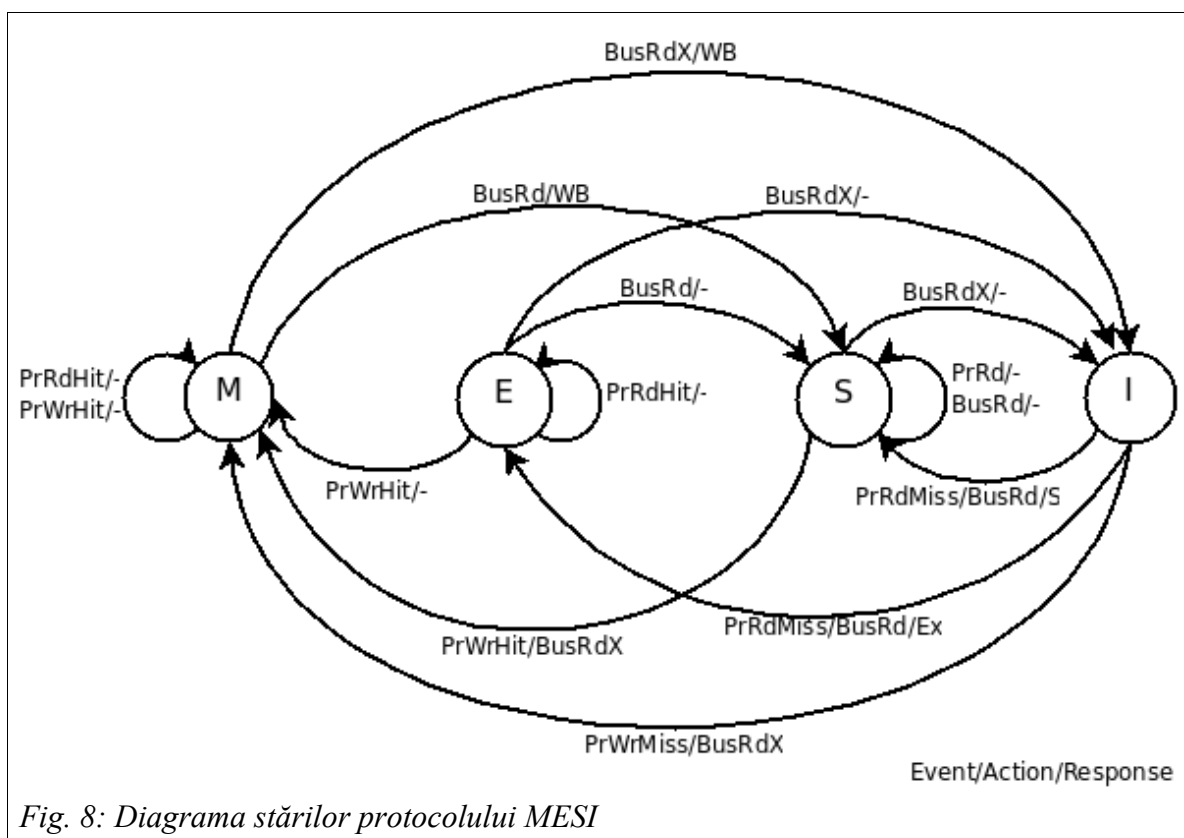 BusRdX/WB
BusRd/WB
BusRdX/-
BusRd/-
BusRdX/-
PrRdHit/-
PrWrHit/-
M
E
PrRdHit/-
S
PrRd/-
BusRd/-
I
PrWrHit/-
PrRdMiss/BusRd/S
PrWrHit/BusRdX
PrRdMiss/BusRd/Ex
PrWrMiss/BusRdX
Event/Action/Response
Fig. 8: Diagrama stărilor protocolului MESI